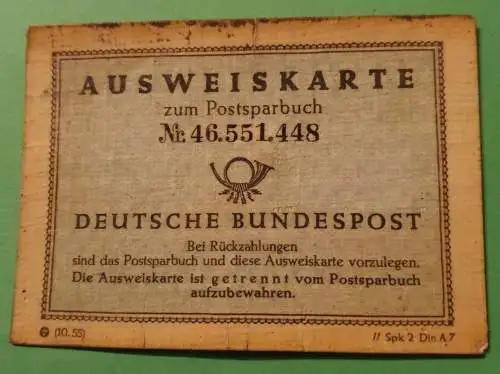 AUSWEISKARTE
zum Postsparbuch
Nr. 46.551.448
DEUTSCHE BUNDESPOST
Bei Rückzahlungen
sind das Postsparbuch und diese Ausweiskarte vorzulegen.
Die Ausweiskarte ist getrennt vom Postsparbuch
aufzubewahren.
(10. 55) // Spk 2 Din A 7